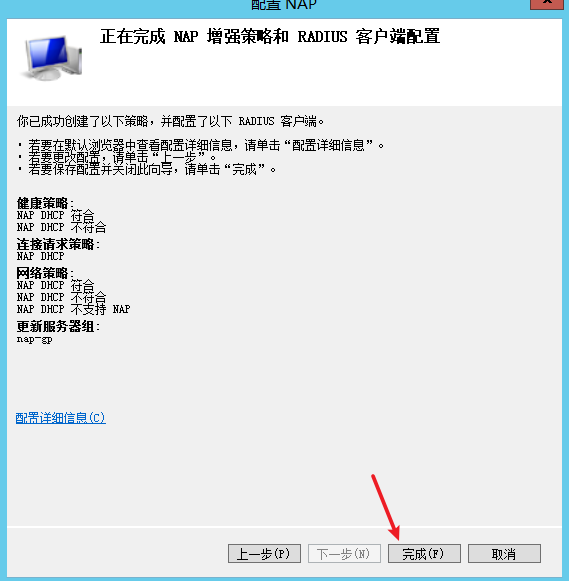 配置 NAP
正在完成 NAP 增强策略和 RADIUS 客户端配置
你已成功创建了以下策略，并配置了以下 RADIUS 客户端。
· 若要在默认浏览器中查看配置详细信息，请单击“配置详细信息”。
· 若要更改配置，请单击“上一步”。
· 若要保存配置并关闭此向导，请单击“完成”。
健康策略:
NAP DHCP 符合
NAP DHCP 不符合
连接请求策略:
NAP DHCP
网络策略:
NAP DHCP 符合
NAP DHCP 不符合
NAP DHCP 不支持 NAP
更新服务器组:
nap-gp
配置详细信息(C)
上一步(P) 下一步(N) 完成(F) 取消